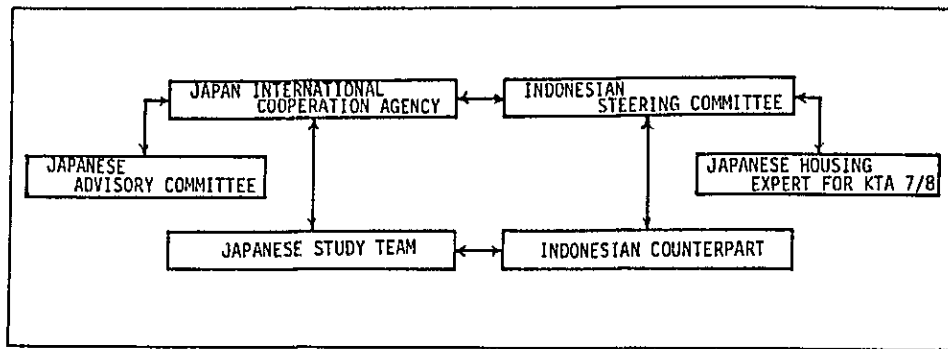 JAPAN INTERNATIONAL
COOPERATION AGENCY
INDONESIAN
STEERING COMMITTEE
JAPANESE
ADVISORY COMMITTEE
JAPANESE HOUSING
EXPERT FOR KTA 7/8
JAPANESE STUDY TEAM
INDONESIAN COUNTERPART